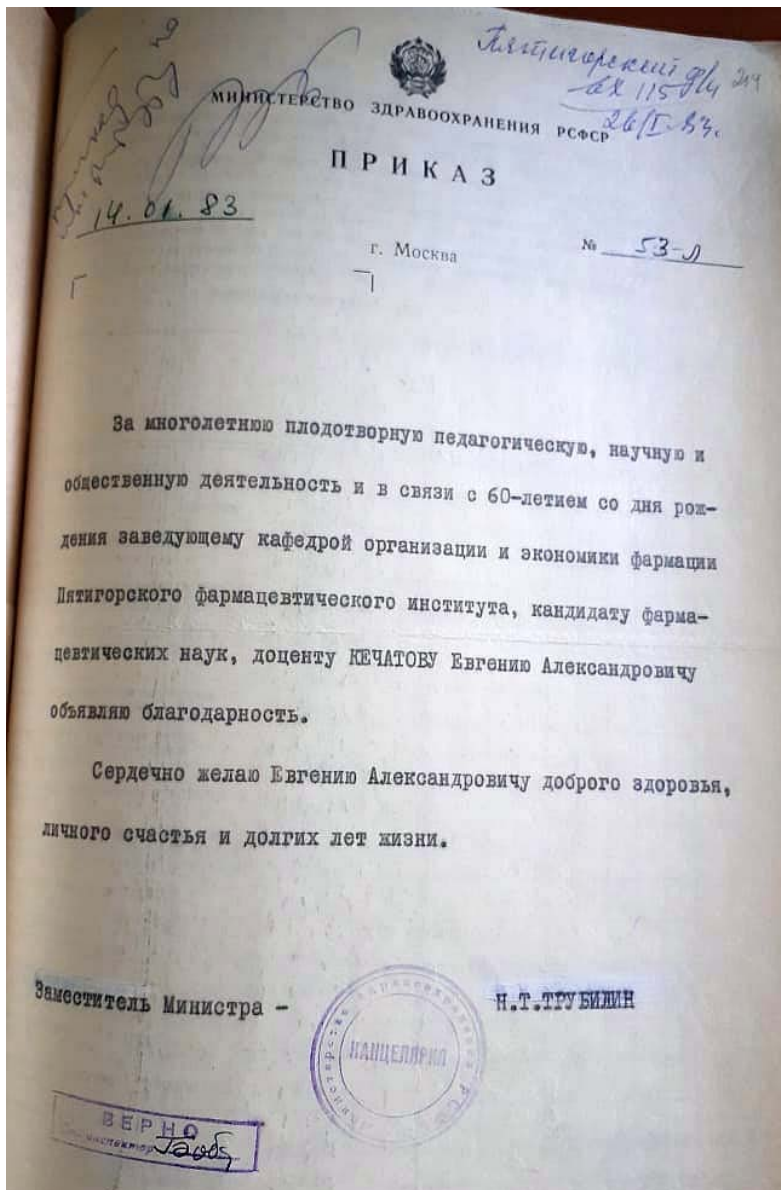 Пятигорский ф/и
вх 115
26/I-83г.
МИНИСТЕРСТВО ЗДРАВООХРАНЕНИЯ РСФСР
ПРИКАЗ
14.01.83
г. Москва
№ 53-Л
За многолетнюю плодотворную педагогическую, научную и
общественную деятельность и в связи с 60-летием со дня рож-
дения заведующему кафедрой организации и экономики фармации
Пятигорского фармацевтического института, кандидату фарма-
цевтических наук, доценту КЕЧАТОВУ Евгению Александровичу
объявляю благодарность.
Сердечно желаю Евгению Александровичу доброго здоровья,
личного счастья и долгих лет жизни.
Заместитель Министра -
Н.Т.ТРУБИЛИН
КАНЦЕЛЯРИЯ
ВЕРНО
инспектор